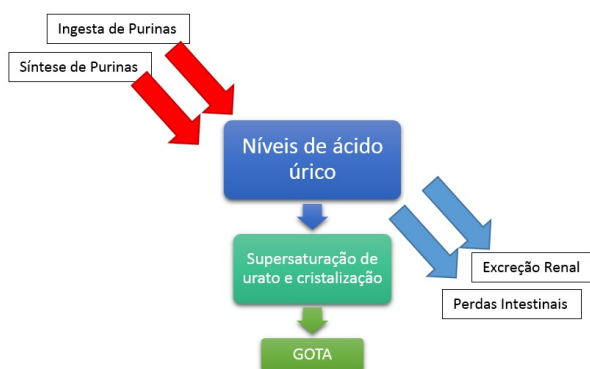 Ingesta de Purinas
Síntese de Purinas
Níveis de ácido
úrico
Supersaturação de
urato e cristalização
Excreção Renal
Perdas Intestinais
GOTA